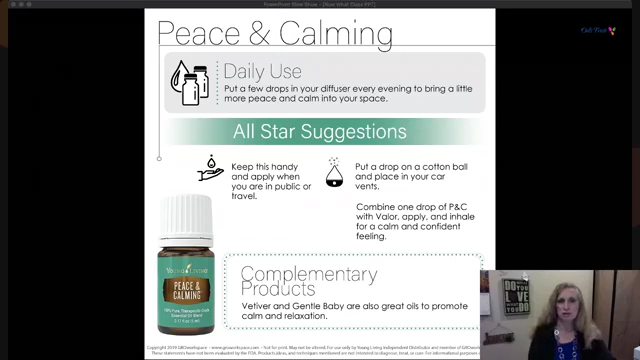 PowerPoint Slide Show - [Now What Class PPT]
Peace & Calming
Daily Use
Put a few drops in your diffuser every evening to bring a little
more peace and calm into your space.
All Star Suggestions
Keep this handy
and apply when
you are in public or
travel.
Put a drop on a cotton ball
and place in your car
vents.
Combine one drop of P&C
with Valor, apply, and inhale
for a calm and confident
feeling.
Young Living
PEACE &
CALMING
100% Pure, Therapeutic-Grade
Essential Oil Blend
Complementary
Products
Vetiver and Gentle Baby are also great oils to promote
calm and relaxation.
DO
YOU
LOVE